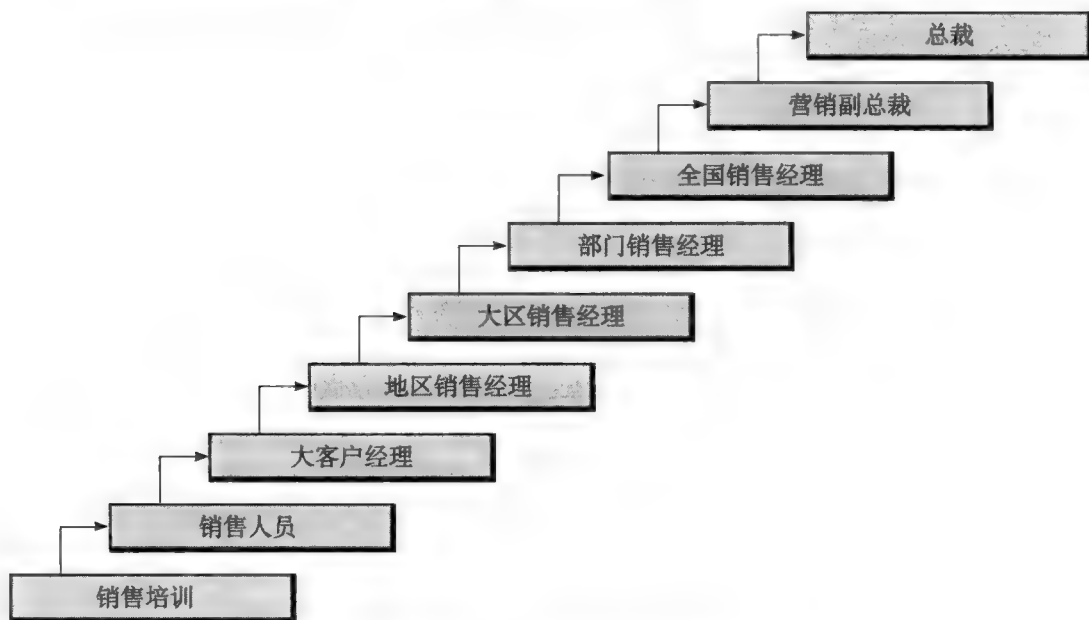 总裁
营销副总裁
全国销售经理
部门销售经理
大区销售经理
地区销售经理
大客户经理
销售人员
销售培训